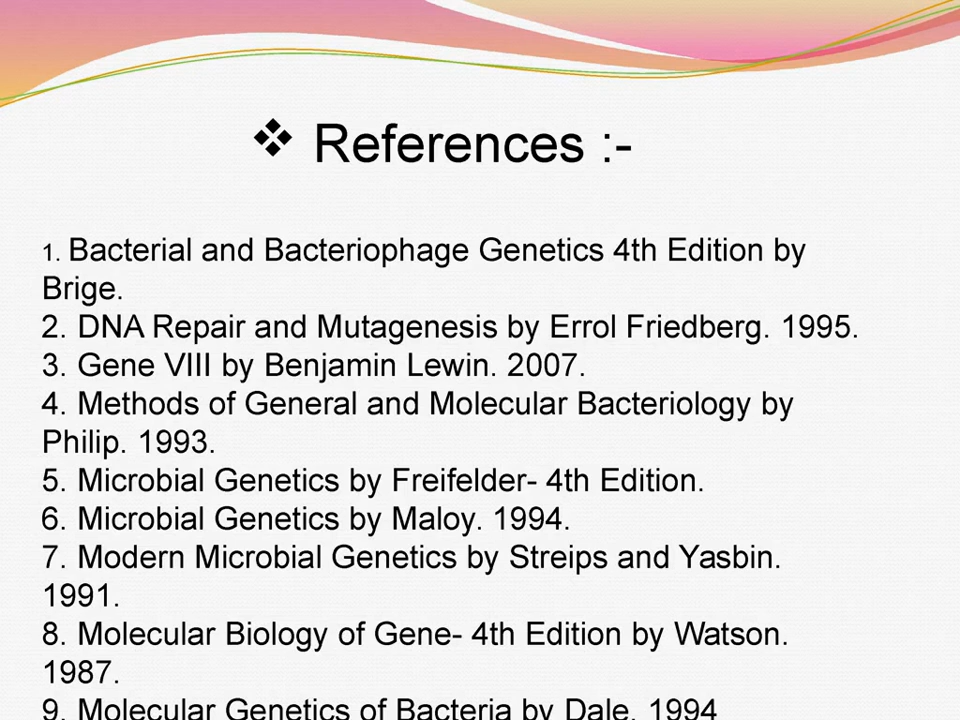 ❖ References :-
1. Bacterial and Bacteriophage Genetics 4th Edition by
Brige.
2. DNA Repair and Mutagenesis by Errol Friedberg. 1995.
3. Gene VIII by Benjamin Lewin. 2007.
4. Methods of General and Molecular Bacteriology by
Philip. 1993.
5. Microbial Genetics by Freifelder- 4th Edition.
6. Microbial Genetics by Maloy. 1994.
7. Modern Microbial Genetics by Streips and Yasbin.
1991.
8. Molecular Biology of Gene- 4th Edition by Watson.
1987.
9. Molecular Genetics of Bacteria by Dale. 1994